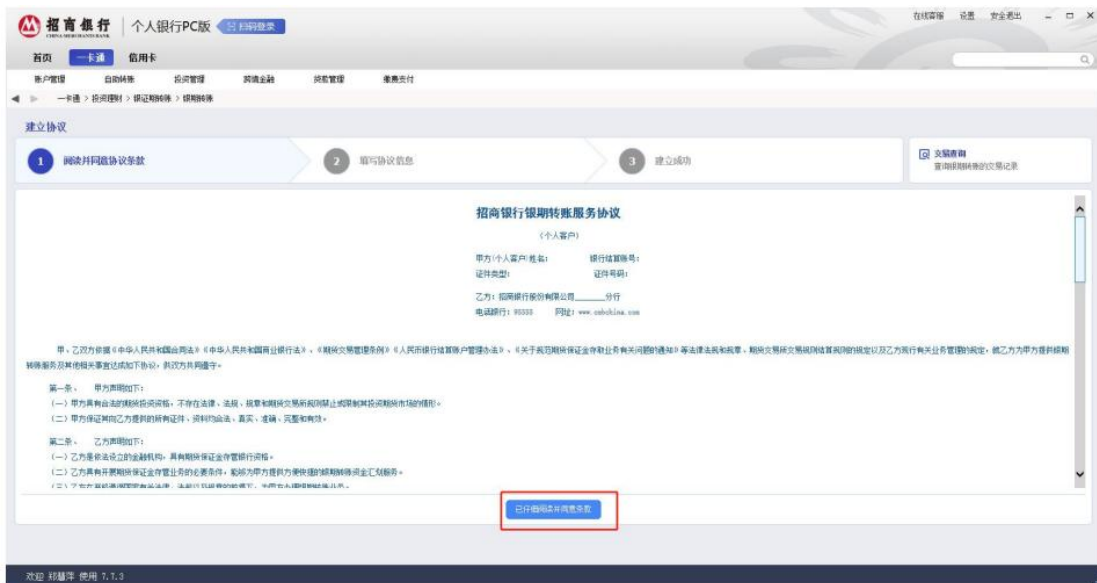 招商银行 个人银行PC版 扫码登录 在线客服 设置 安全退出
CHINA MERCHANTS BANK
首页 一卡通 信用卡
账户管理 自助转账 投资管理 跨境金融 贷款管理 缴费支付
一卡通 > 投资理财 > 银证期转账 > 银期转账
建立协议
1 阅读并同意协议条款 2 填写协议信息 3 建立成功 交易查询
查询银期转账的交易记录
招商银行银期转账服务协议
(个人客户)
甲方(个人客户)姓名: 银行结算账号:
证件类型: 证件号码:
乙方: 招商银行股份有限公司______分行
电话银行: 95555 网址: www.cmbchina.com
甲、乙双方依据《中华人民共和国合同法》《中华人民共和国商业银行法》、《期货交易管理条例》《人民币银行结算账户管理办法》、《关于规范期货保证金存取业务有关问题的通知》等法律法规和规章、期货交易所交易规则结算规则的规定以及乙方现行有关业务管理的规定,就乙方为甲方提供银期
转账服务及其他相关事宜达成如下协议,供双方共同遵守。
第一条、 甲方声明如下:
(一)甲方具有合法的期货投资资格,不存在法律、法规、规章和期货交易所规则禁止或限制其投资期货市场的情形。
(二)甲方保证其向乙方提供的所有证件、资料均合法、真实、准确、完整和有效。
第二条、 乙方声明如下:
(一)乙方是依法设立的金融机构,具有期货保证金存管银行资格。
(二)乙方具有开展期货保证金存管业务的必要条件,能够为甲方提供方便快捷的银期转账资金汇划服务。
已仔细阅读并同意条款
欢迎 郑慧萍 使用 7.7.3